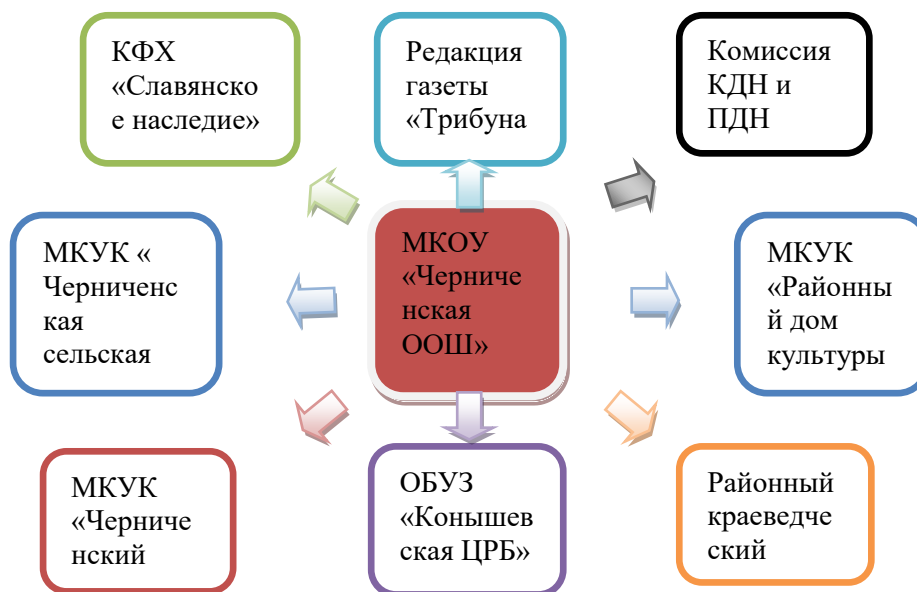 КФХ
«Славянско
е наследие»
Редакция
газеты
«Трибуна
Комиссия
КДН и
ПДН
МКУК «
Черниченс
кая
сельская
МКОУ
«Черниче
нская
ООШ»
МКУК
«Районны
й дом
культуры
МКУК
«Черниче
нский
ОБУЗ
«Конышев
ская ЦРБ»
Районный
краеведче
ский